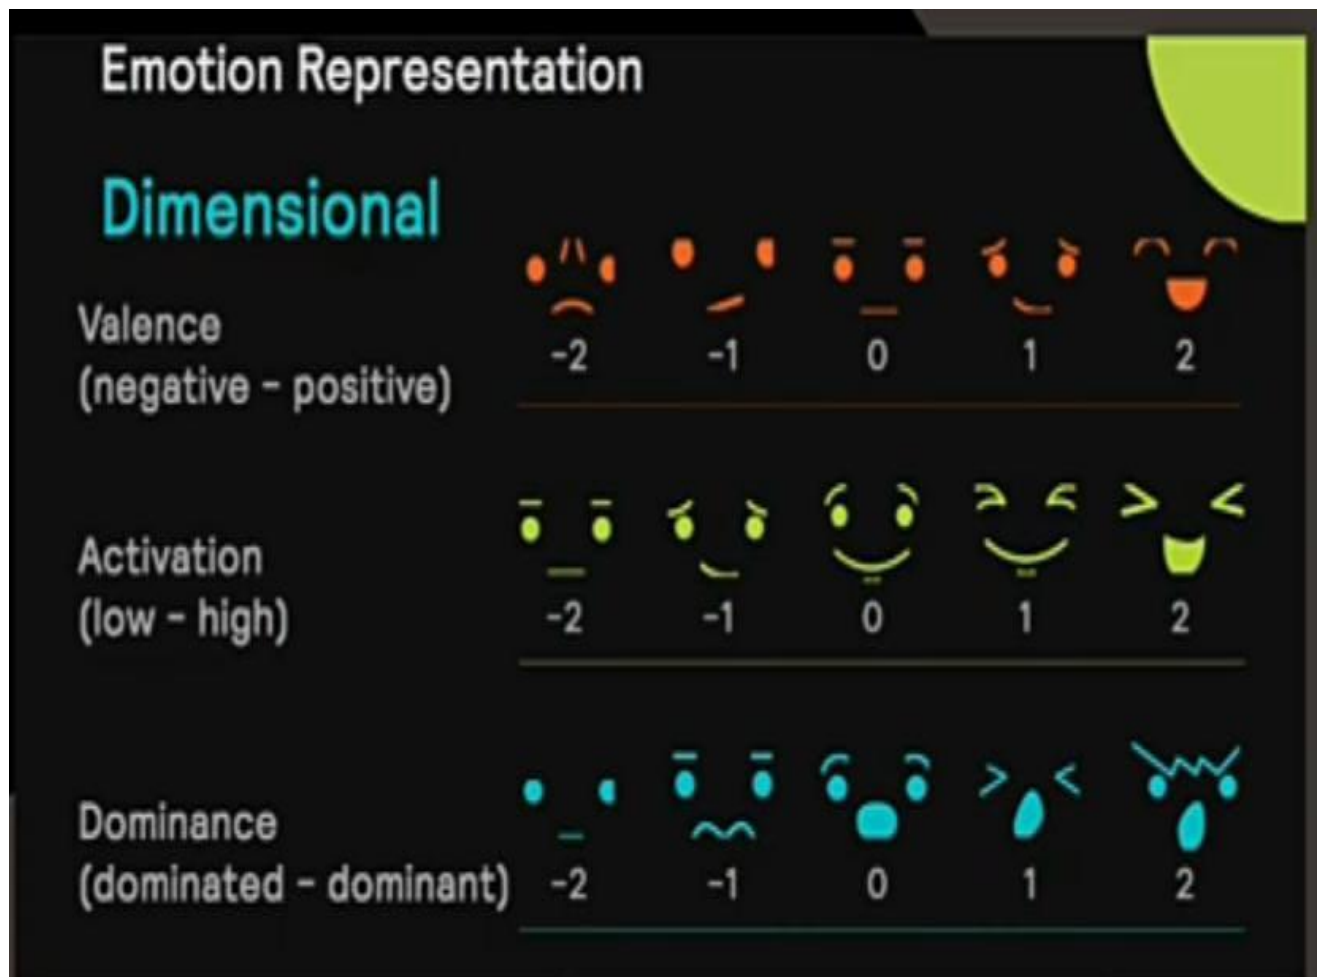 Emotion Representation
Dimensional
Valence
(negative - positive)
-2 -1 0 1 2
Activation
(low - high)
-2 -1 0 1 2
Dominance
(dominated - dominant)
-2 -1 0 1 2